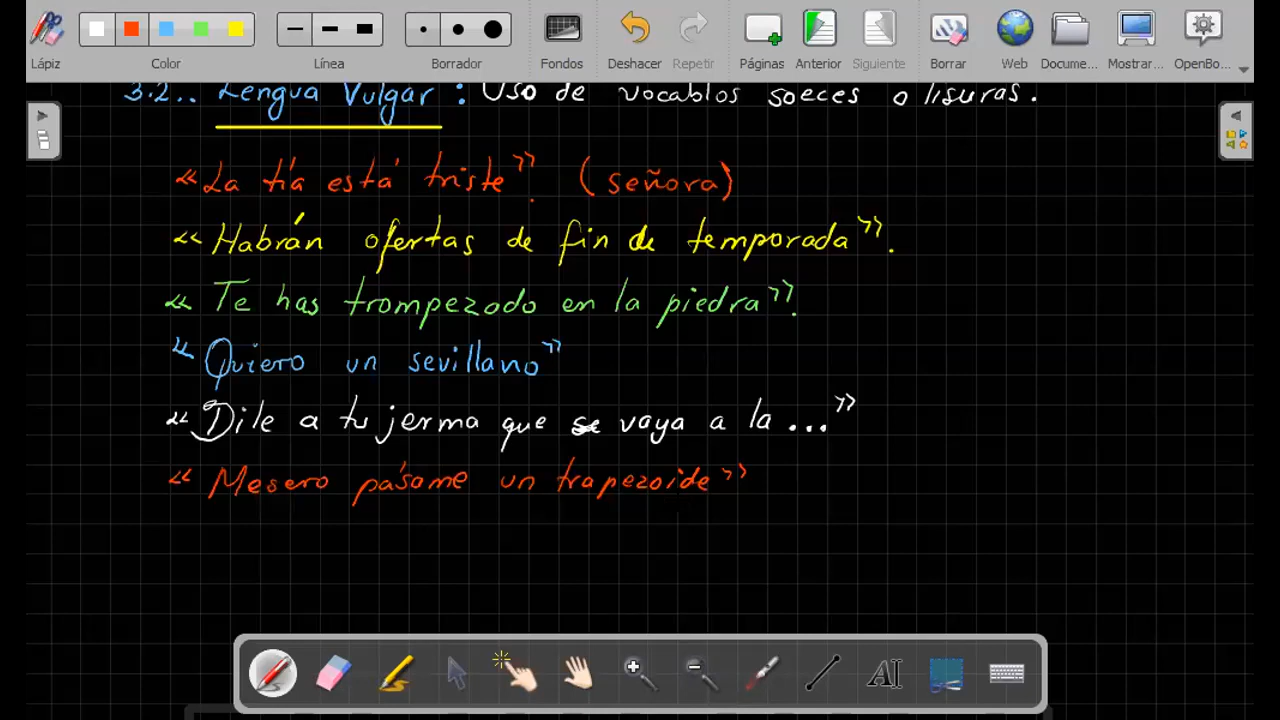 Lápiz Color Línea Borrador Fondos Deshacer Repetir Páginas Anterior Siguiente Borrar Web Docume... Mostrar... OpenBo...
3.2.. Lengua Vulgar : Uso de vocablos soeces o lisuras.
«La tía está triste". (señora)
«Habrán ofertas de fin de temporada".
«Te has trompezado en la piedra".
"Quiero un sevillano"
«Dile a tu jerma que se vaya a la ..."
«Mesero pásame un trapezoide"
AI